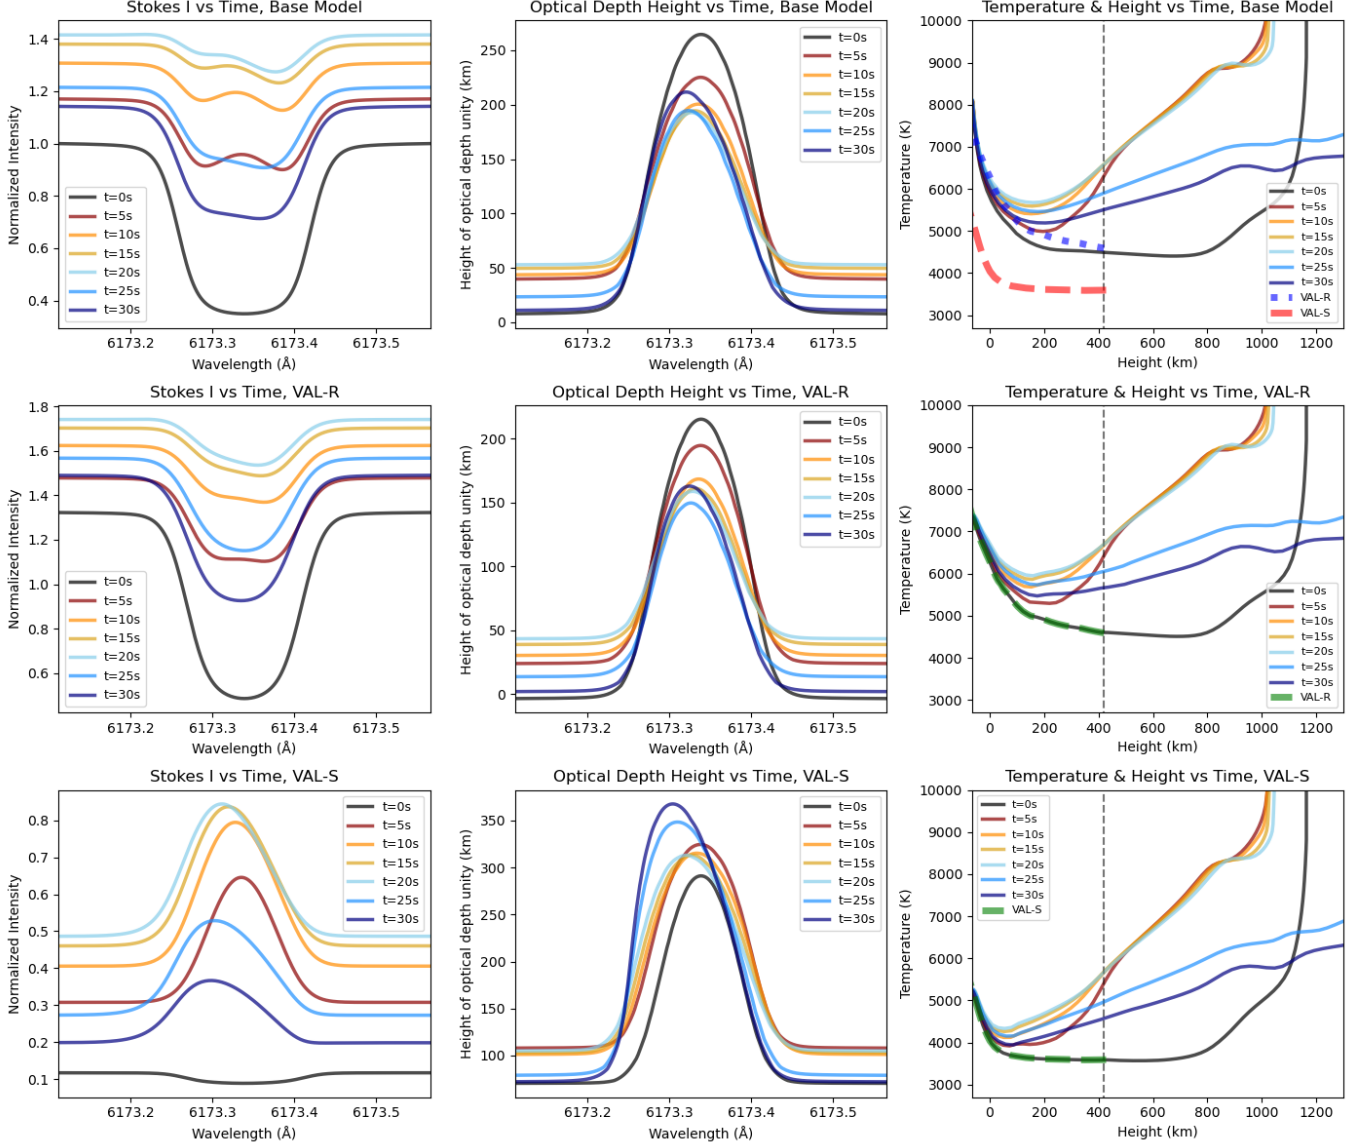 Stokes I vs Time, Base Model
Normalized Intensity
1.4
1.2
1.0
0.8
0.6
0.4
t=0s
t=5s
t=10s
t=15s
t=20s
t=25s
t=30s
6173.2 6173.3 6173.4 6173.5
Wavelength (Å)
Optical Depth Height vs Time, Base Model
Height of optical depth unity (km)
250
200
150
100
50
0
t=0s
t=5s
t=10s
t=15s
t=20s
t=25s
t=30s
6173.2 6173.3 6173.4 6173.5
Wavelength (Å)
Temperature & Height vs Time, Base Model
Temperature (K)
10000
9000
8000
7000
6000
5000
4000
3000
t=0s
t=5s
t=10s
t=15s
t=20s
t=25s
t=30s
VAL-R
VAL-S
0 200 400 600 800 1000 1200
Height (km)
Stokes I vs Time, VAL-R
Normalized Intensity
1.8
1.6
1.4
1.2
1.0
0.8
0.6
t=0s
t=5s
t=10s
t=15s
t=20s
t=25s
t=30s
6173.2 6173.3 6173.4 6173.5
Wavelength (Å)
Optical Depth Height vs Time, VAL-R
Height of optical depth unity (km)
200
150
100
50
0
t=0s
t=5s
t=10s
t=15s
t=20s
t=25s
t=30s
6173.2 6173.3 6173.4 6173.5
Wavelength (Å)
Temperature & Height vs Time, VAL-R
Temperature (K)
10000
9000
8000
7000
6000
5000
4000
3000
t=0s
t=5s
t=10s
t=15s
t=20s
t=25s
t=30s
VAL-R
0 200 400 600 800 1000 1200
Height (km)
Stokes I vs Time, VAL-S
Normalized Intensity
0.8
0.7
0.6
0.5
0.4
0.3
0.2
0.1
t=0s
t=5s
t=10s
t=15s
t=20s
t=25s
t=30s
6173.2 6173.3 6173.4 6173.5
Wavelength (Å)
Optical Depth Height vs Time, VAL-S
Height of optical depth unity (km)
350
300
250
200
150
100
t=0s
t=5s
t=10s
t=15s
t=20s
t=25s
t=30s
6173.2 6173.3 6173.4 6173.5
Wavelength (Å)
Temperature & Height vs Time, VAL-S
Temperature (K)
10000
9000
8000
7000
6000
5000
4000
3000
t=0s
t=5s
t=10s
t=15s
t=20s
t=25s
t=30s
VAL-S
0 200 400 600 800 1000 1200
Height (km)